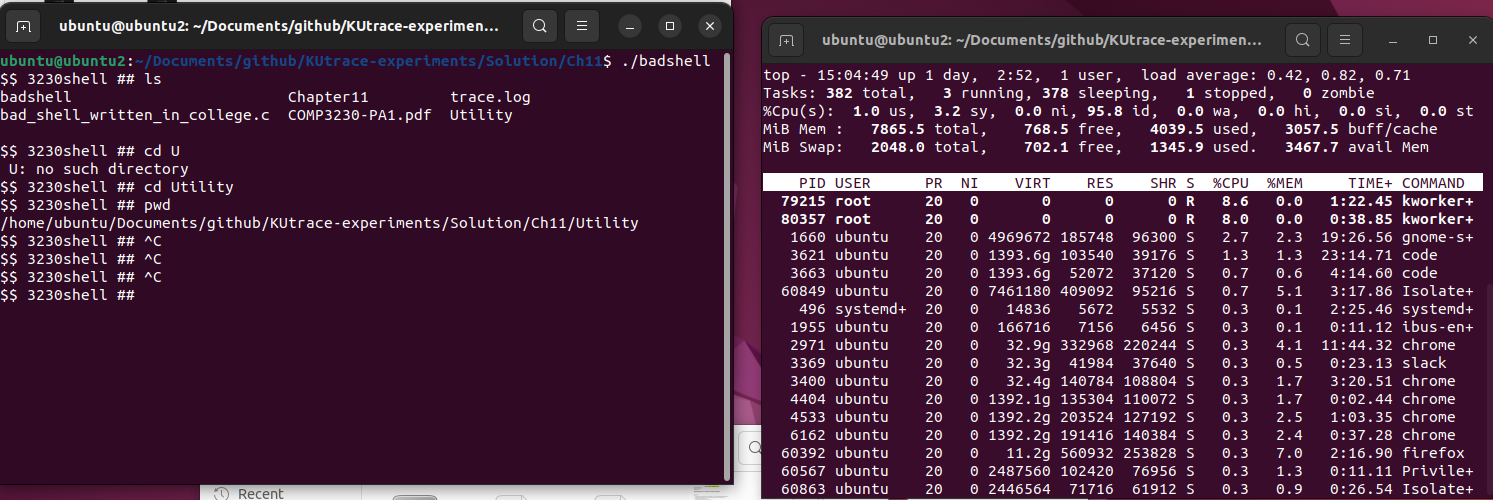 ubuntu@ubuntu2: ~/Documents/github/KUtrace-experimen...
ubuntu@ubuntu2:~/Documents/github/KUtrace-experiments/Solution/Ch11$ ./badshell
$$ 3230shell ## ls
badshell                       Chapter11          trace.log
bad_shell_written_in_college.c  COMP3230-PA1.pdf  Utility

$$ 3230shell ## cd U
 U: no such directory
$$ 3230shell ## cd Utility
$$ 3230shell ## pwd
/home/ubuntu/Documents/github/KUtrace-experiments/Solution/Ch11/Utility
$$ 3230shell ## ^C
$$ 3230shell ## ^C
$$ 3230shell ## ^C
$$ 3230shell ##
Recent
ubuntu@ubuntu2: ~/Documents/github/KUtrace-experimen...
top - 15:04:49 up 1 day,  2:52,  1 user,  load average: 0.42, 0.82, 0.71
Tasks: 382 total,   3 running, 378 sleeping,   1 stopped,   0 zombie
%Cpu(s):  1.0 us,  3.2 sy,  0.0 ni, 95.8 id,  0.0 wa,  0.0 hi,  0.0 si,  0.0 st
MiB Mem :   7865.5 total,    768.5 free,   4039.5 used,   3057.5 buff/cache
MiB Swap:   2048.0 total,    702.1 free,   1345.9 used.   3467.7 avail Mem

PID USER      PR  NI    VIRT    RES    SHR S  %CPU  %MEM     TIME+ COMMAND
79215 root      20   0       0      0      0 R   8.6   0.0   1:22.45 kworker+
80357 root      20   0       0      0      0 R   8.0   0.0   0:38.85 kworker+
1660 ubuntu    20   0 4969672 185748  96300 S   2.7   2.3  19:26.56 gnome-s+
3621 ubuntu    20   0 1393.6g 103540  39176 S   1.3   1.3  23:14.71 code
3663 ubuntu    20   0 1393.6g  52072  37120 S   0.7   0.6   4:14.60 code
60849 ubuntu    20   0 7461180 409092  95216 S   0.7   5.1   3:17.86 Isolate+
496 systemd+  20   0   14836   5672   5532 S   0.3   0.1   2:25.46 systemd+
1955 ubuntu    20   0  166716   7156   6456 S   0.3   0.1   0:11.12 ibus-en+
2971 ubuntu    20   0   32.9g 332968 220244 S   0.3   4.1  11:44.32 chrome
3369 ubuntu    20   0   32.3g  41984  37640 S   0.3   0.5   0:23.13 slack
3400 ubuntu    20   0   32.4g 140784 108804 S   0.3   1.7   3:20.51 chrome
4404 ubuntu    20   0 1392.1g 135304 110072 S   0.3   1.7   0:02.44 chrome
4533 ubuntu    20   0 1392.2g 203524 127192 S   0.3   2.5   1:03.35 chrome
6162 ubuntu    20   0 1392.2g 191416 140384 S   0.3   2.4   0:37.28 chrome
60392 ubuntu    20   0   11.2g 560932 253828 S   0.3   7.0   2:16.90 firefox
60567 ubuntu    20   0 2487560 102420  76956 S   0.3   1.3   0:11.11 Privile+
60863 ubuntu    20   0 2446564  71716  61912 S   0.3   0.9   0:26.54 Isolate+